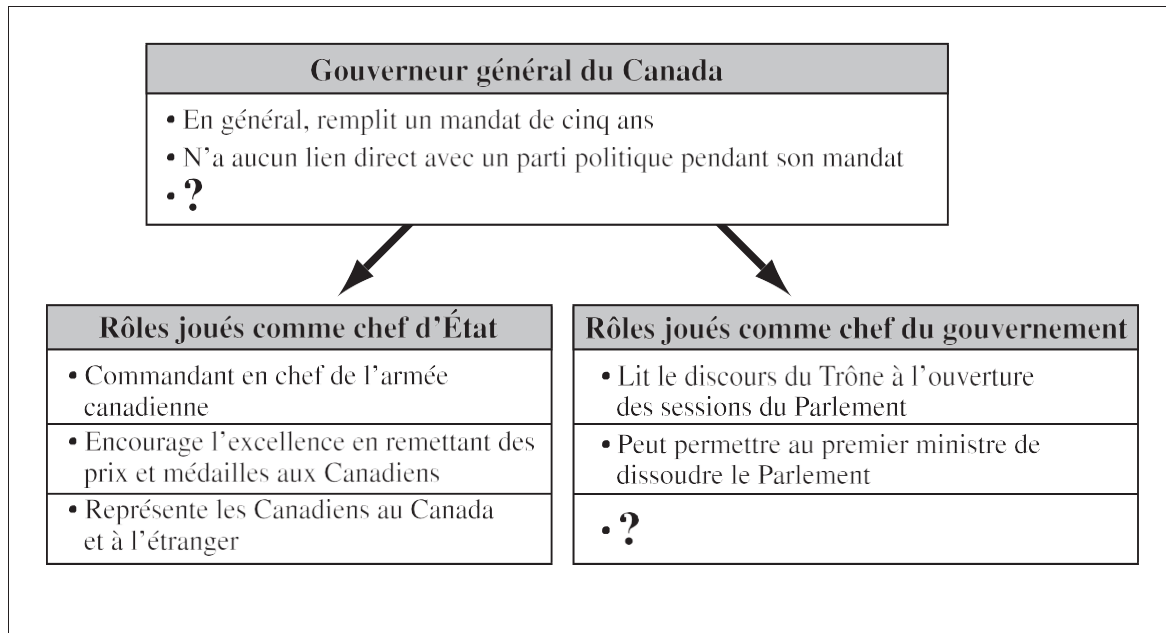 Gouverneur général du Canada
• En général, remplit un mandat de cinq ans
• N’a aucun lien direct avec un parti politique pendant son mandat
• ?
Rôles joués comme chef d’État
• Commandant en chef de l’armée
canadienne
• Encourage l’excellence en remettant des
prix et médailles aux Canadiens
• Représente les Canadiens au Canada
et à l’étranger
Rôles joués comme chef du gouvernement
• Lit le discours du Trône à l’ouverture
des sessions du Parlement
• Peut permettre au premier ministre de
dissoudre le Parlement
• ?